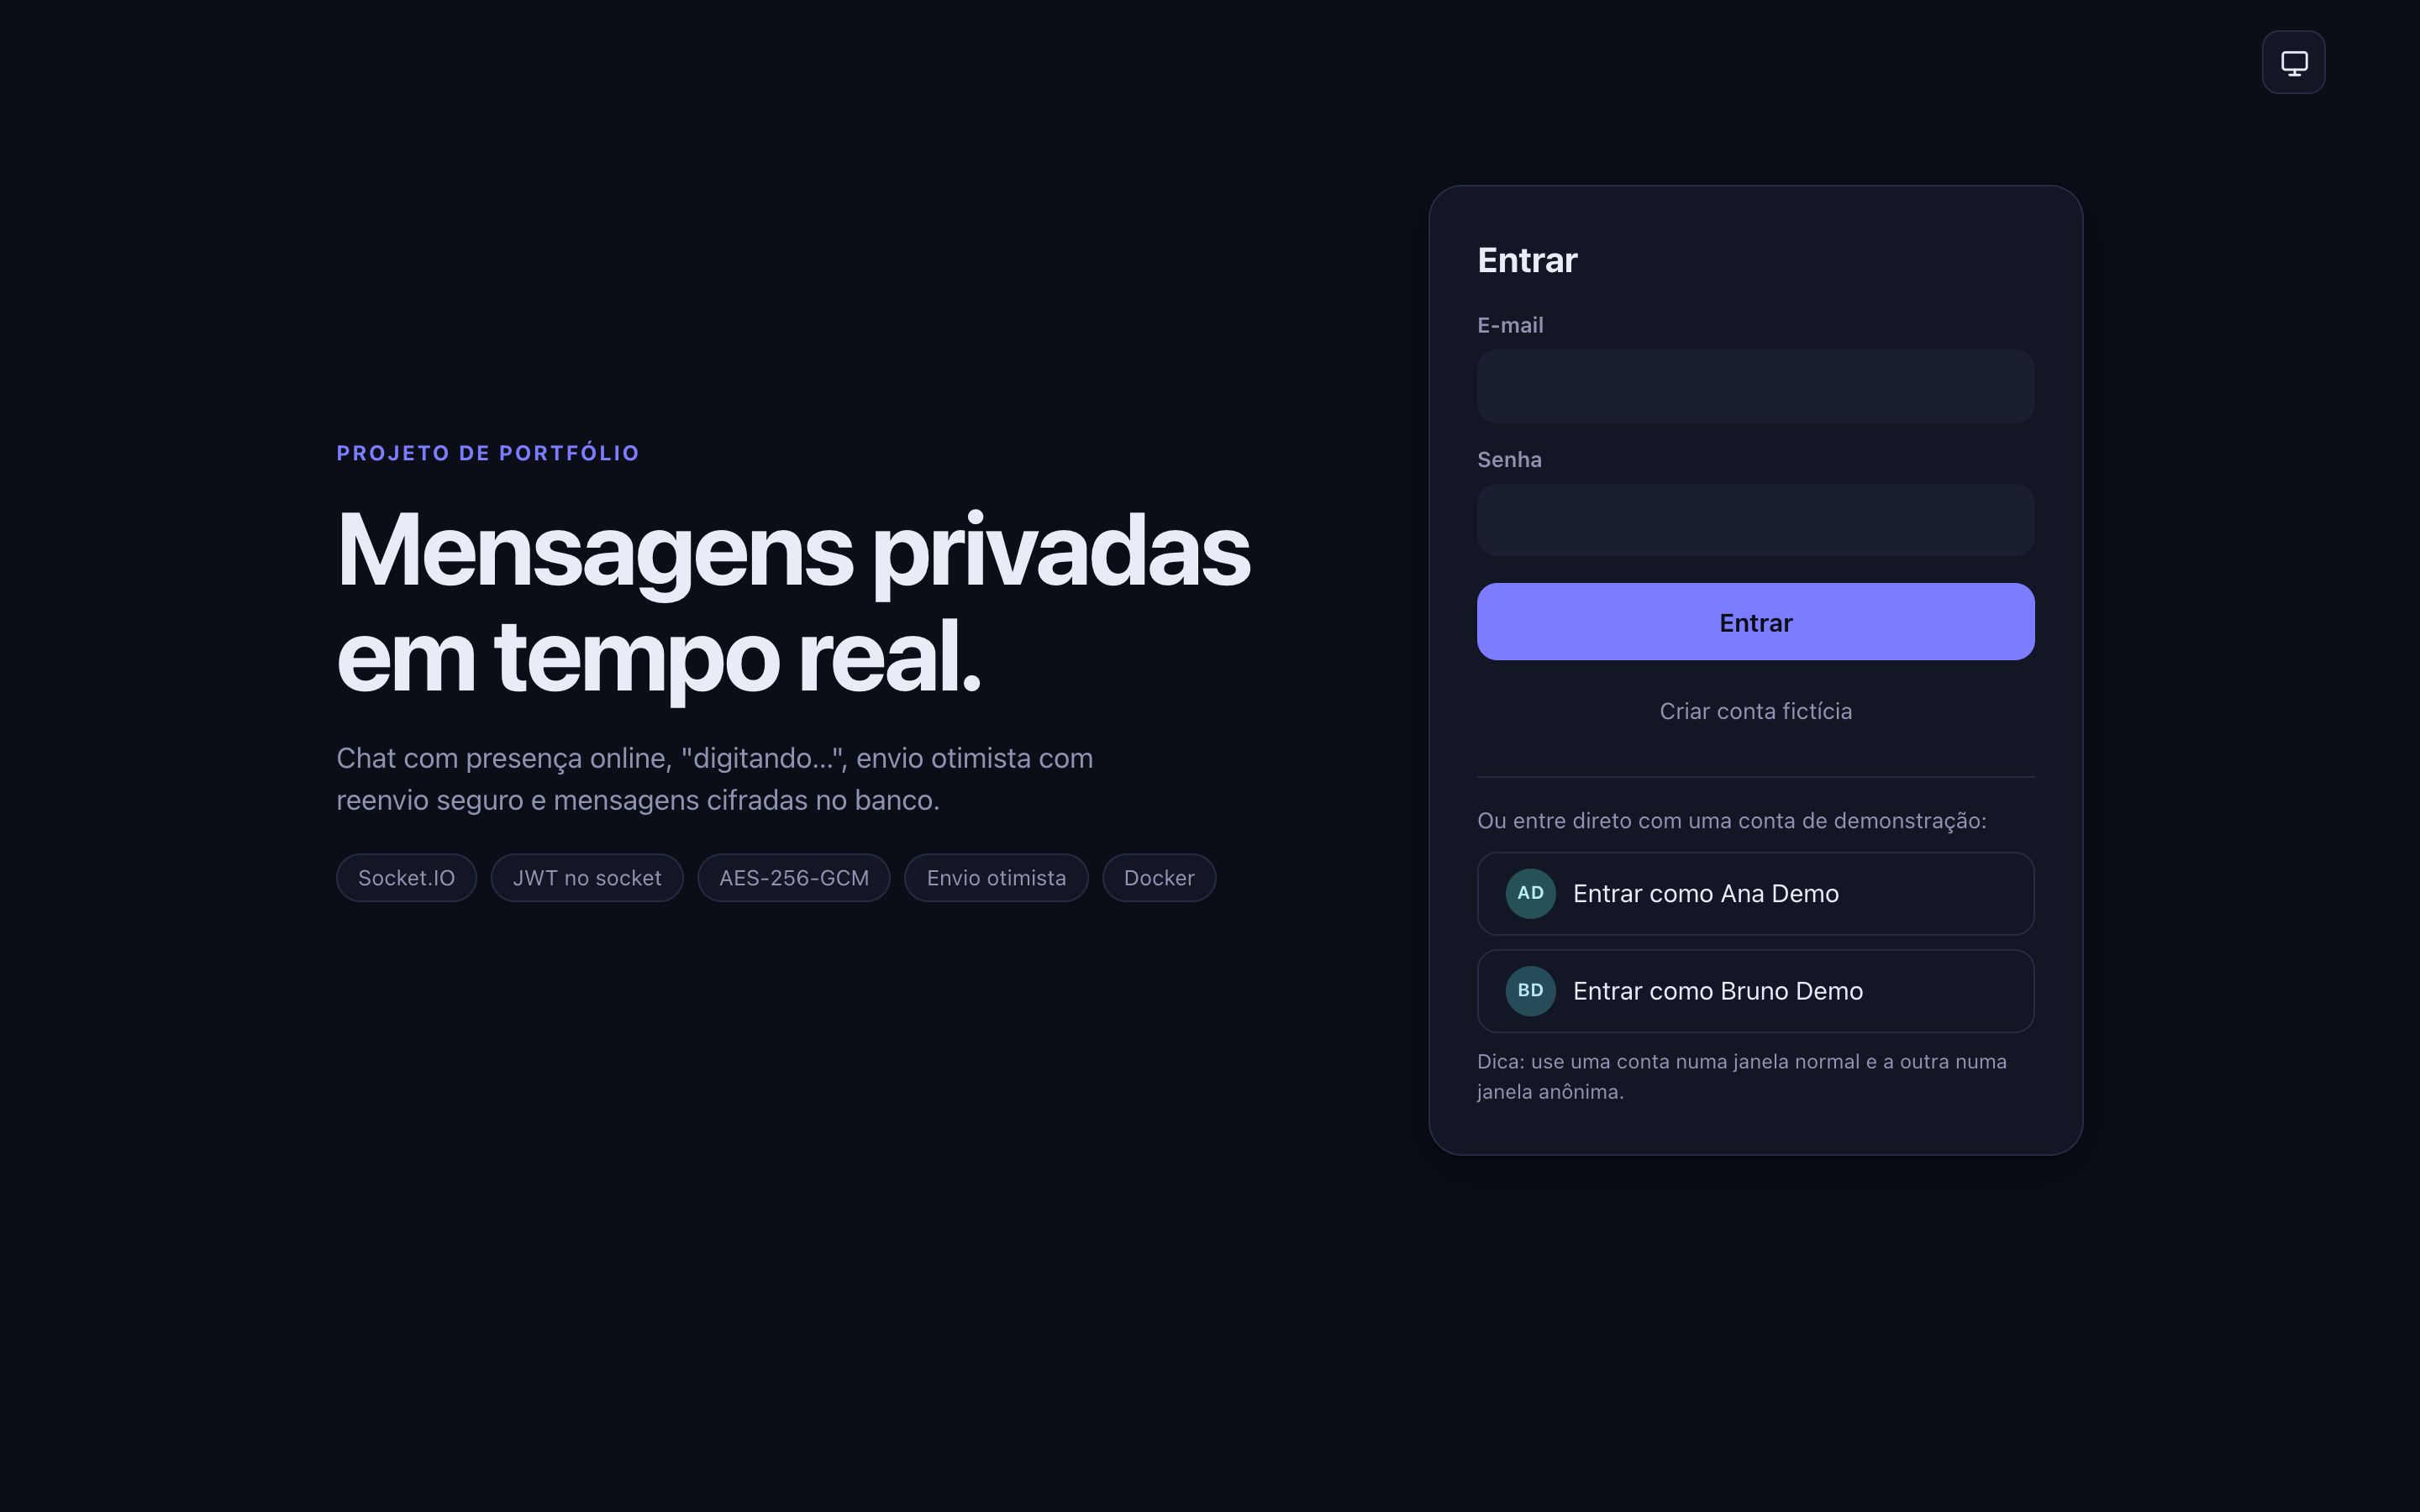 PROJETO DE PORTFÓLIO
Mensagens privadas
em tempo real.
Chat com presença online, "digitando...", envio otimista com
reenvio seguro e mensagens cifradas no banco.
Socket.IO
JWT no socket
AES-256-GCM
Envio otimista
Docker
Entrar
E-mail
Senha
Entrar
Criar conta fictícia
Ou entre direto com uma conta de demonstração:
AD Entrar como Ana Demo
BD Entrar como Bruno Demo
Dica: use uma conta numa janela normal e a outra numa
janela anônima.